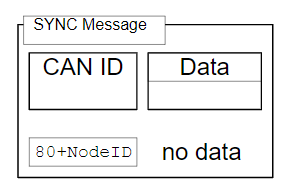 SYNC Message
CAN ID
Data
80+NodeID
no data